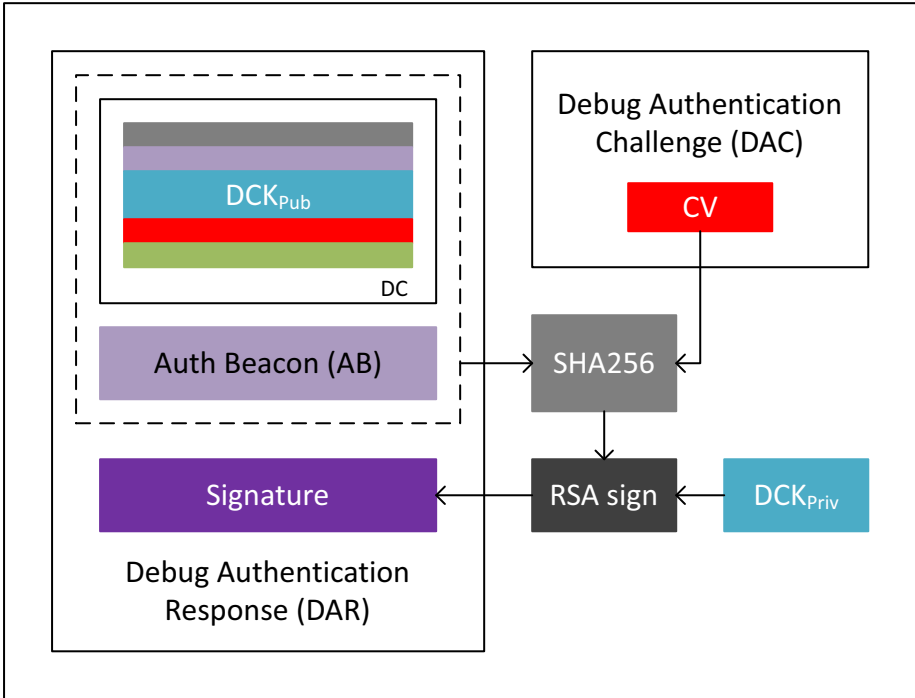 DCKPub
DC
Auth Beacon (AB)
Signature
Debug Authentication
Response (DAR)
Debug Authentication
Challenge (DAC)
CV
SHA256
RSA sign
DCKPriv